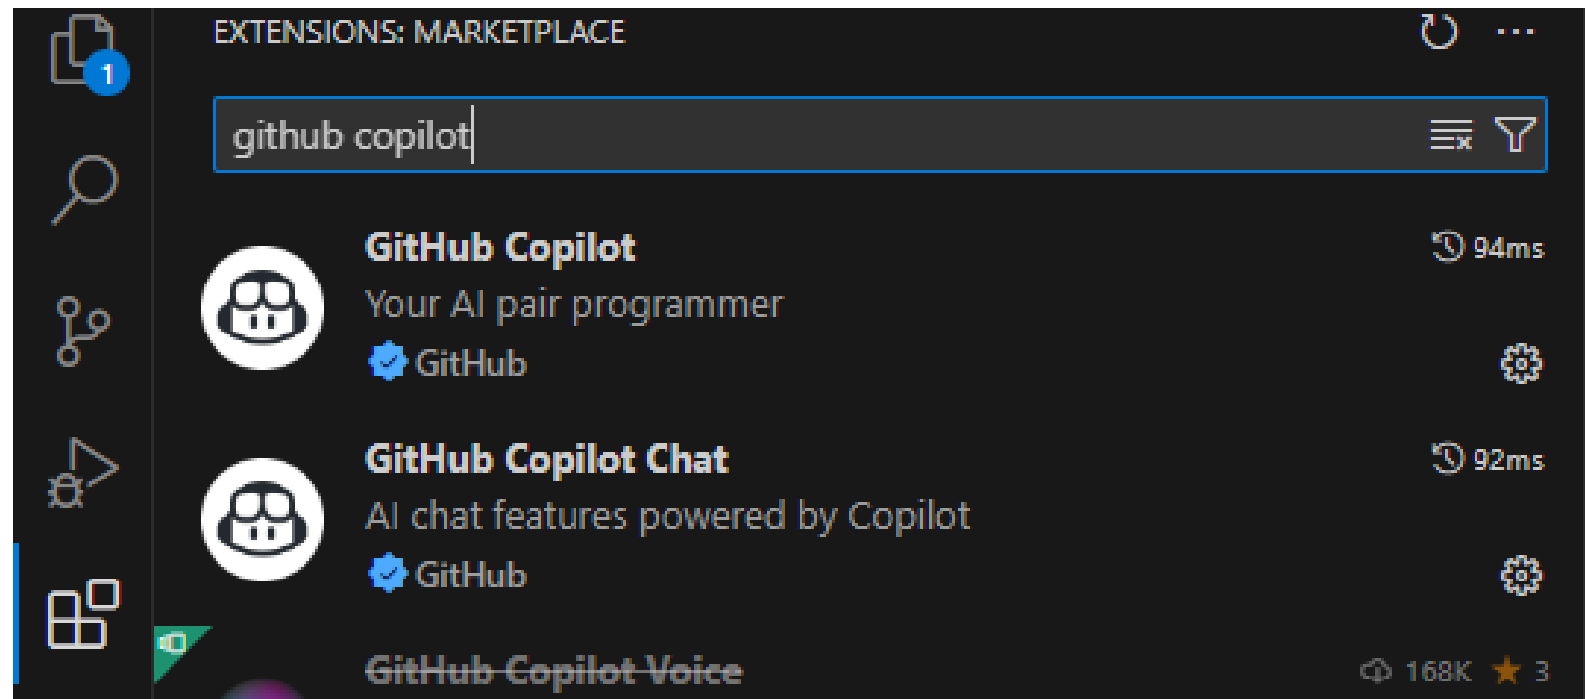 EXTENSIONS: MARKETPLACE
1
github copilot
GitHub Copilot 94ms
Your AI pair programmer
GitHub
GitHub Copilot Chat 92ms
AI chat features powered by Copilot
GitHub
GitHub Copilot Voice 168K 3